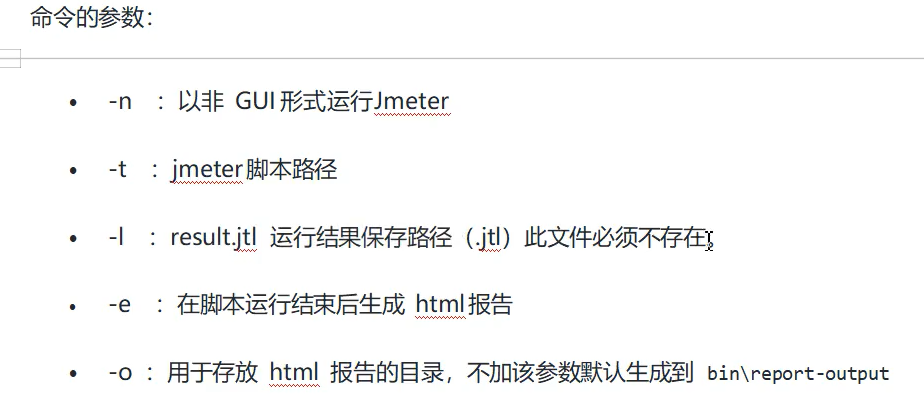 命令的参数：
• -n ：以非 GUI 形式运行Jmeter
• -t ：jmeter脚本路径
• -l ：result.jtl 运行结果保存路径（.jtl）此文件必须不存在。
• -e ：在脚本运行结束后生成 html报告
• -o：用于存放 html 报告的目录，不加该参数默认生成到 bin\report-output